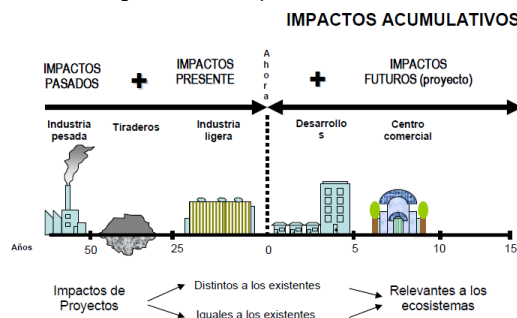 IMPACTOS ACUMULATIVOS
IMPACTOS
PASADOS
+
IMPACTOS
PRESENTE
Ahora
+
IMPACTOS
FUTUROS (proyecto)
Industria
pesada
Tiraderos
Industria
ligera
Desarrollo
s
Centro
comercial
Años
50
25
0
5
10
15
Impactos de
Proyectos
Distintos a los existentes
Iguales a los existentes
Relevantes a los
ecosistemas